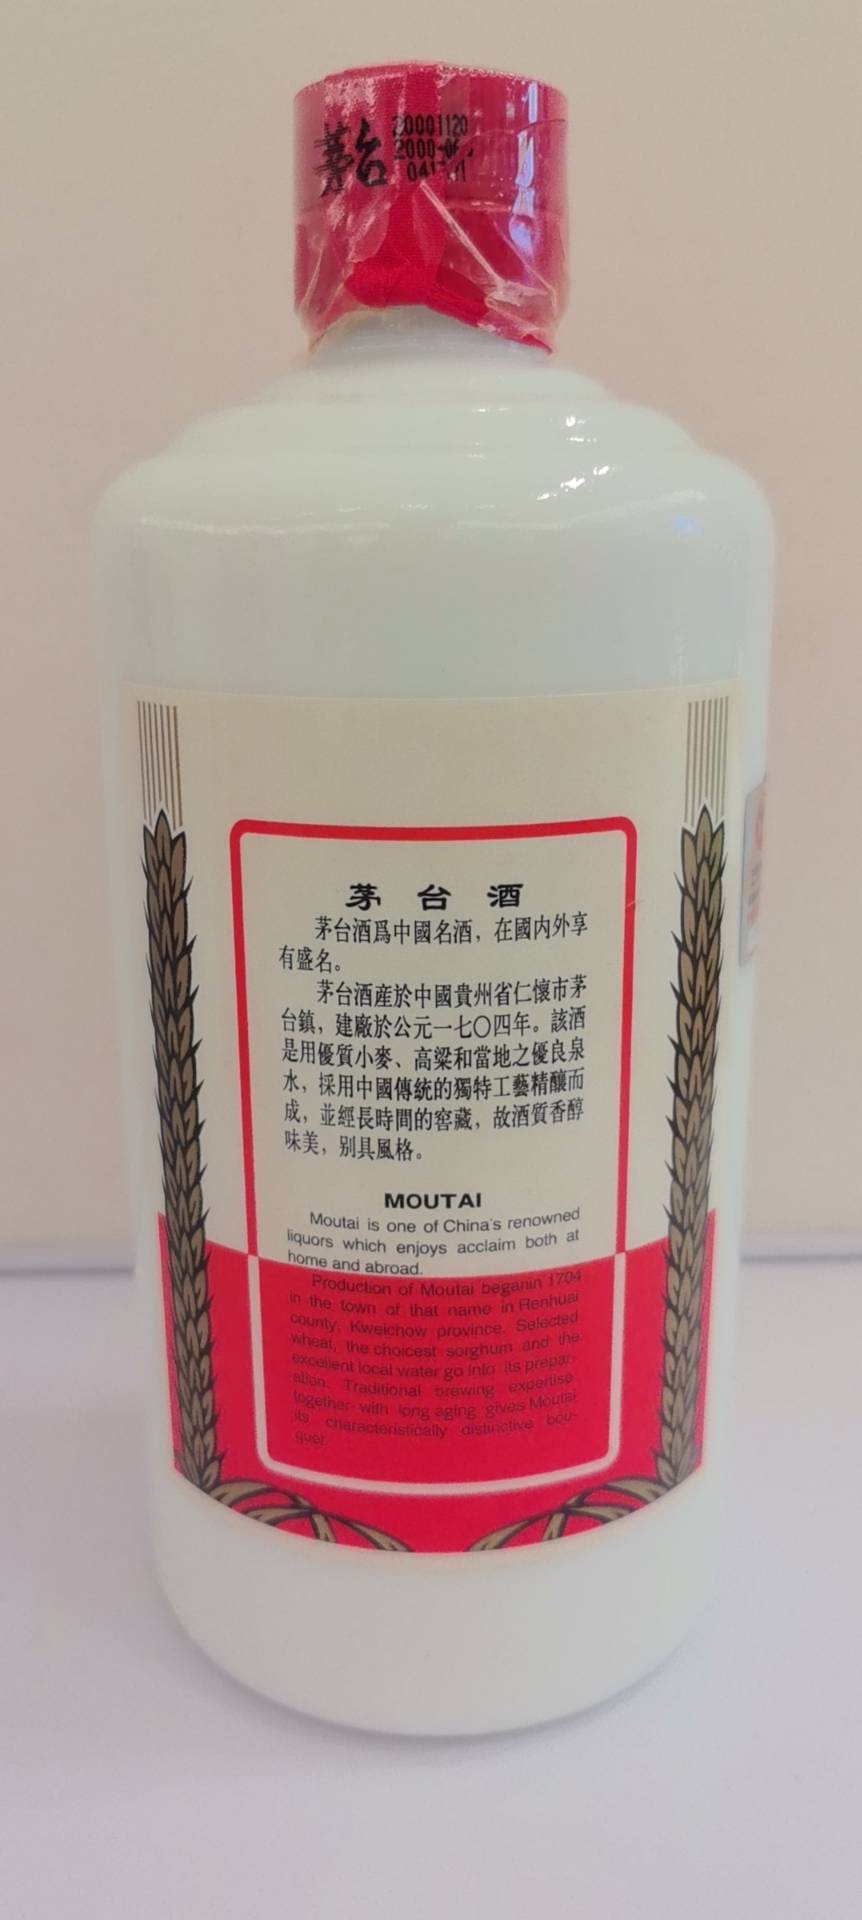 茅台
20001120
茅台酒
茅台酒爲中國名酒，在國内外享
有盛名。
茅台酒産於中國貴州省仁懷市茅
台鎮，建廠於公元一七〇四年。該酒
是用優質小麥、高粱和當地之優良泉
水，採用中國傳統的獨特工藝精釀而
成，並經長時間的窖藏，故酒質香醇
味美，别具風格。
MOUTAI
Moutai is one of China's renowned
liquors which enjoys acclaim both at
home and abroad.
Production of Moutai beganin 1704
in the town of that name in Renhuai
county, Kweichow province. Selected
wheat, the choicest sorghum and the
excellent local water go into its prepar-
ation. Traditional brewing expertise
together with long aging gives Moutai
its characteristically distinctive bou-
quet.